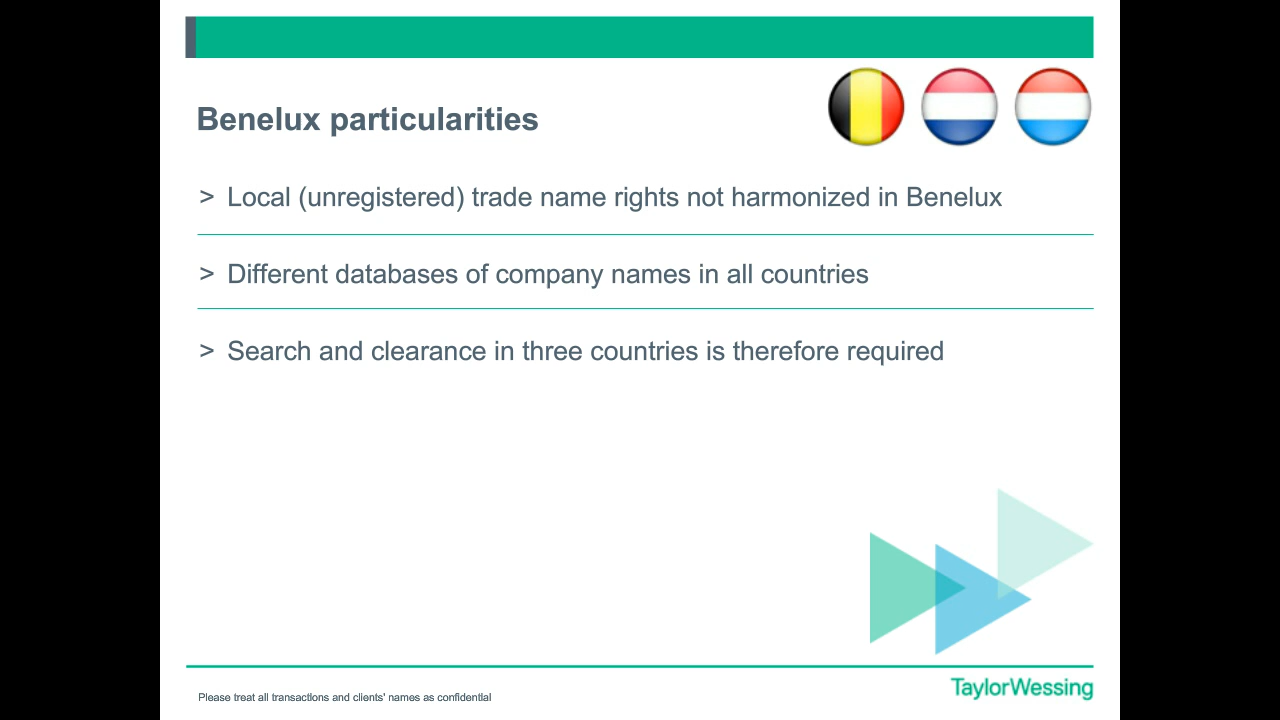 Benelux particularities
> Local (unregistered) trade name rights not harmonized in Benelux
> Different databases of company names in all countries
> Search and clearance in three countries is therefore required
Please treat all transactions and clients' names as confidential
TaylorWessing